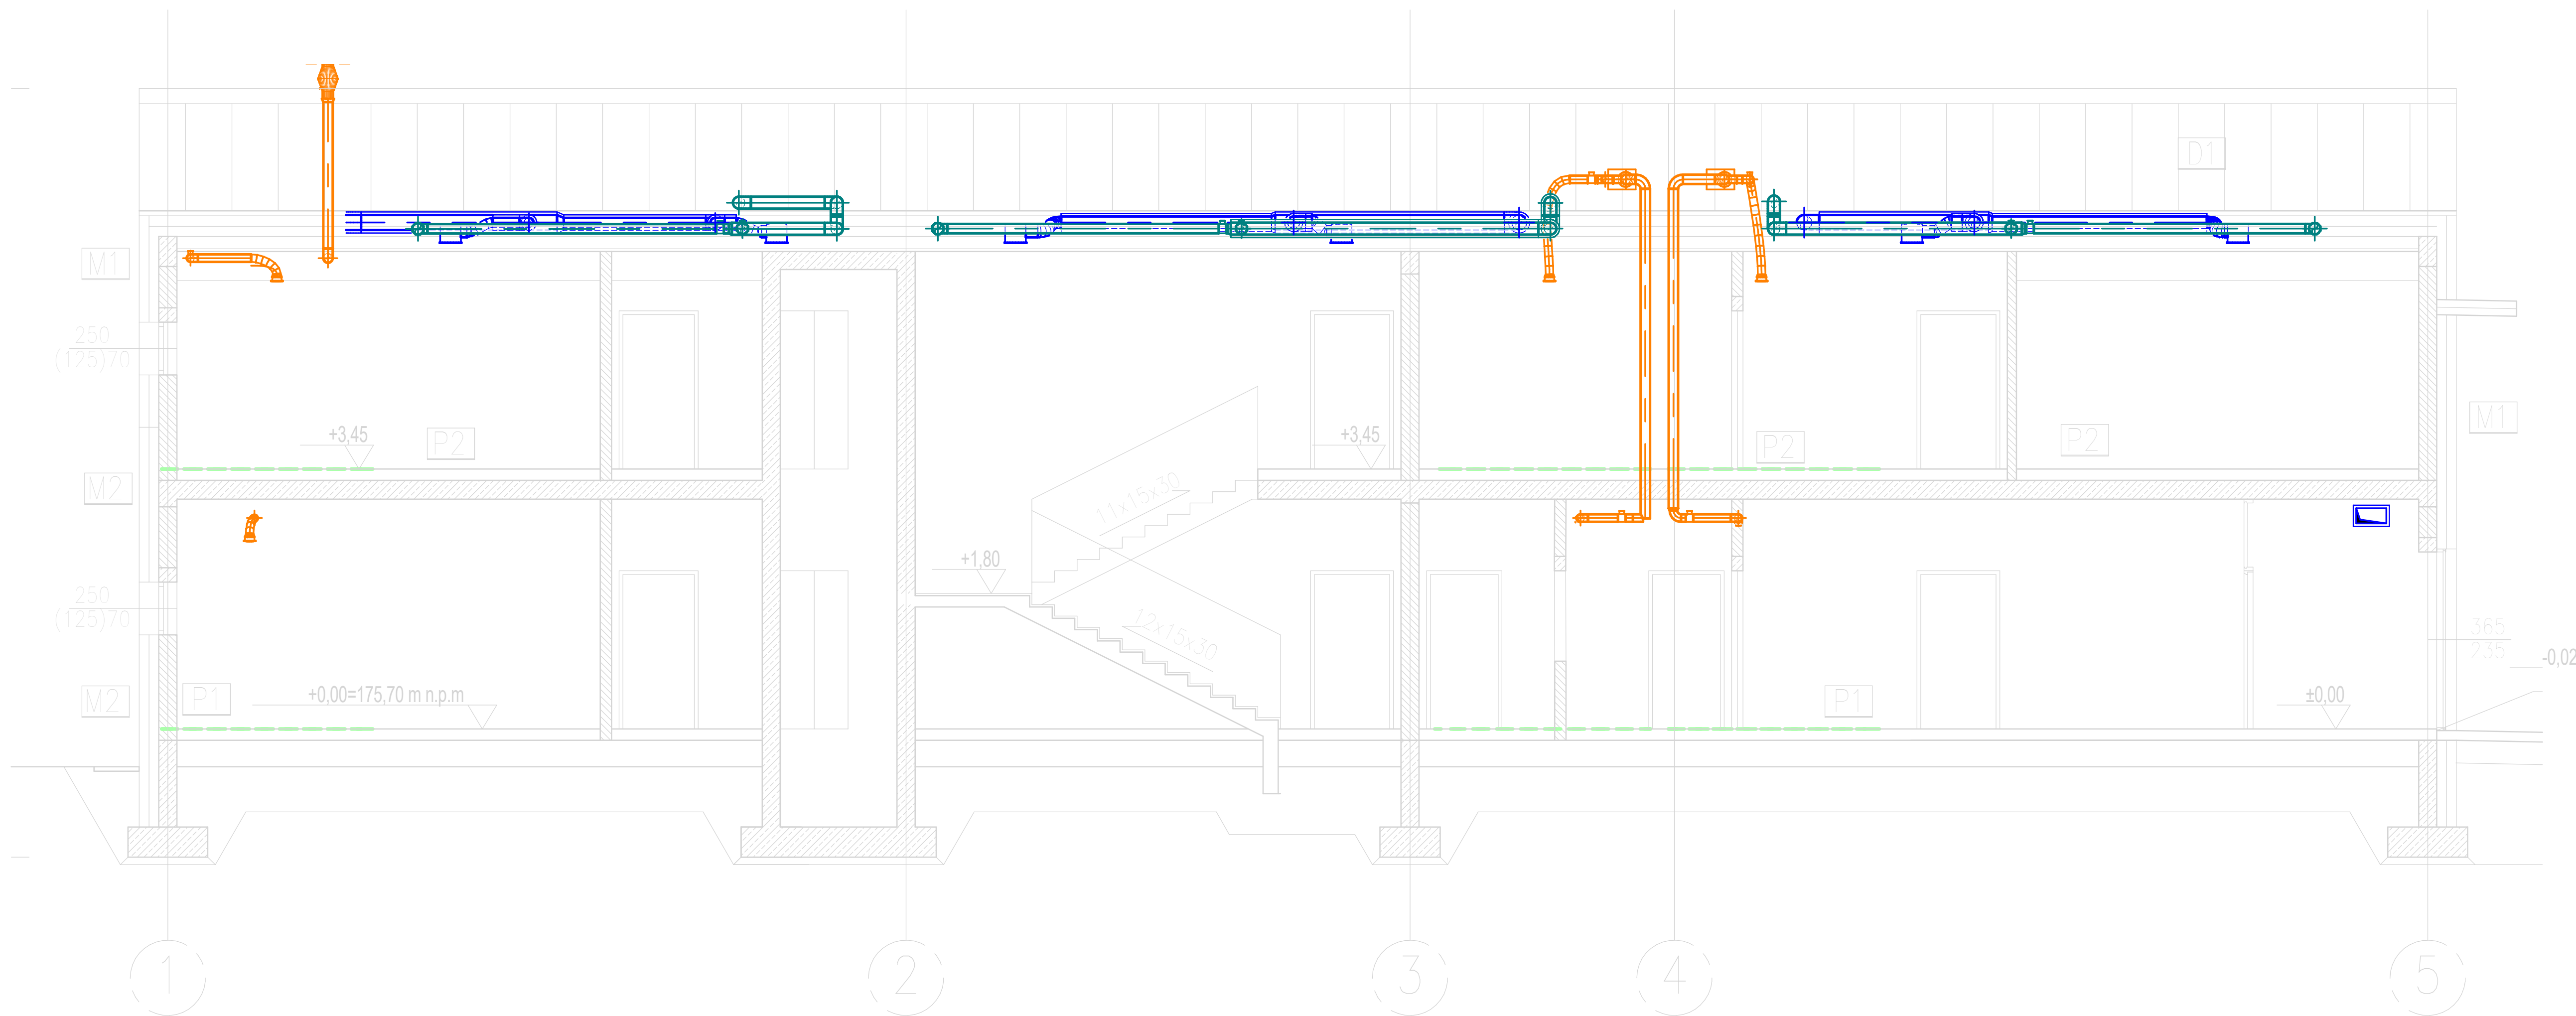 D1
M1
250
(125)70
M1
+3,45
P2
+3,45
P2
P2
M2
11x15x30
+1,80
250
(125)70
12x15x30
365
235
-0,02
M2
P1
+0,00=175,70 m n.p.m
P1
±0,00
1
2
3
4
5